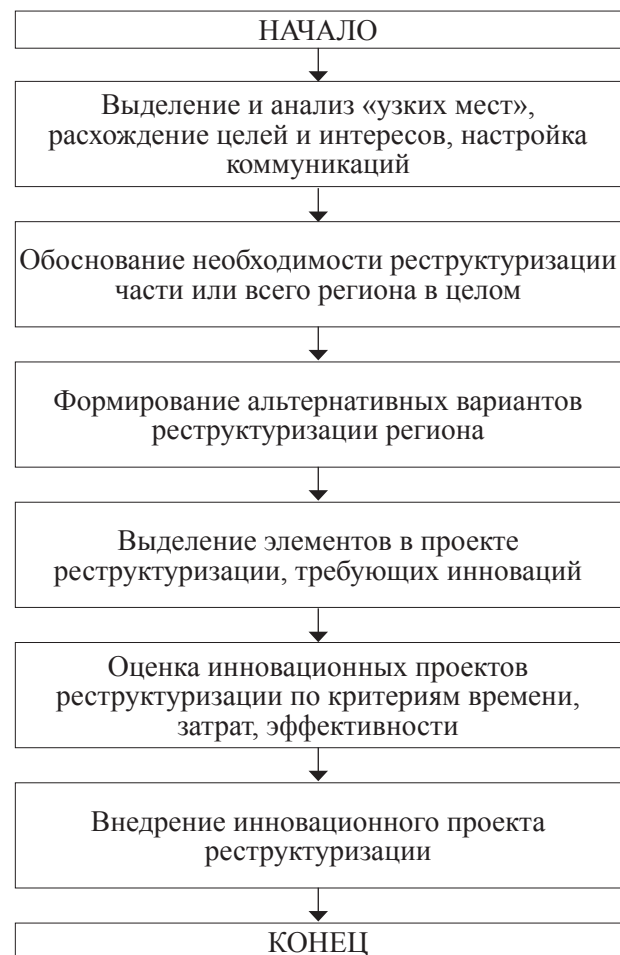 НАЧАЛО
Выделение и анализ «узких мест»,
расхождение целей и интересов, настройка
коммуникаций
Обоснование необходимости реструктуризации
части или всего региона в целом
Формирование альтернативных вариантов
реструктуризации региона
Выделение элементов в проекте
реструктуризации, требующих инноваций
Оценка инновационных проектов
реструктуризации по критериям времени,
затрат, эффективности
Внедрение инновационного проекта
реструктуризации
КОНЕЦ